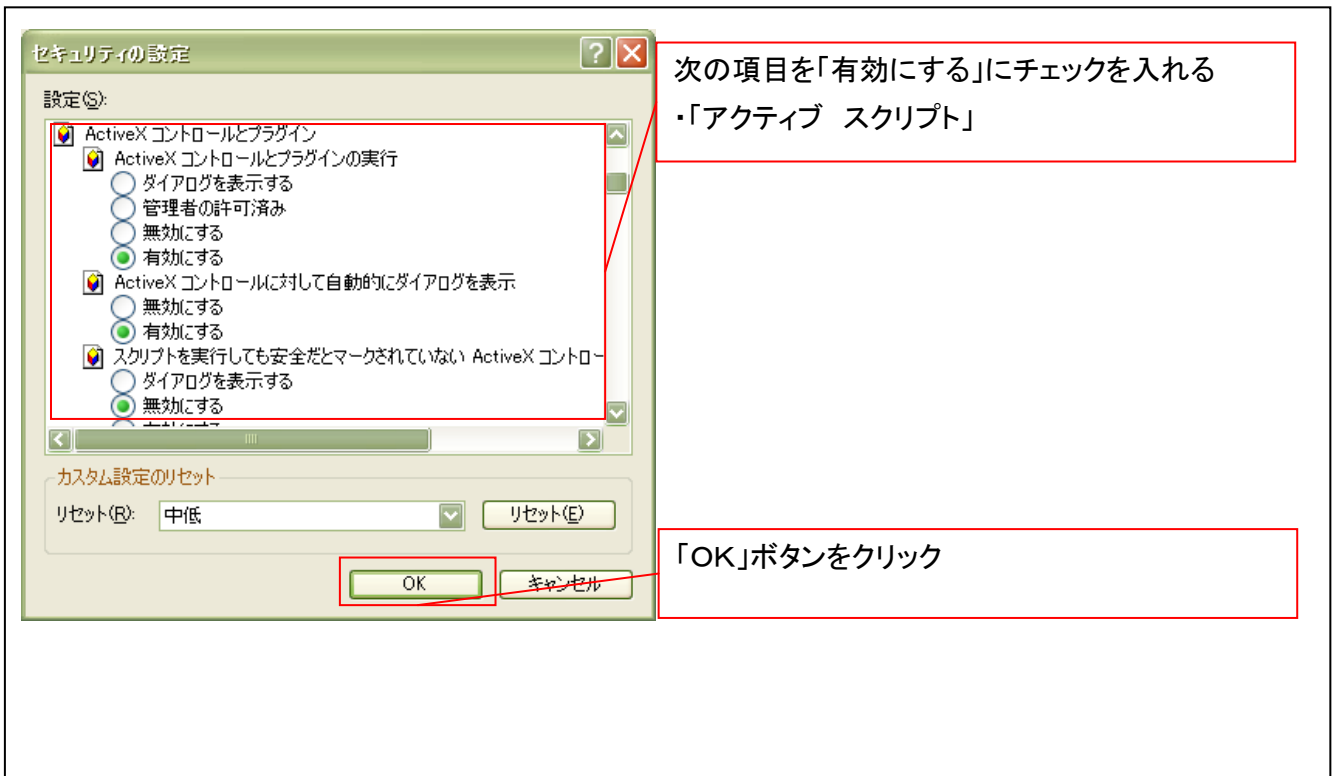 セキュリティの設定
設定(S):
ActiveX コントロールとプラグイン
ActiveX コントロールとプラグインの実行
ダイアログを表示する
管理者の許可済み
無効にする
有効にする
ActiveX コントロールに対して自動的にダイアログを表示
無効にする
有効にする
スクリプトを実行しても安全だとマークされていない ActiveX コントロー
ダイアログを表示する
無効にする
カスタム設定のリセット
リセット(R):
中低
リセット(E)
OK
キャンセル
次の項目を「有効にする」にチェックを入れる
・「アクティブ　スクリプト」
「OK」ボタンをクリック